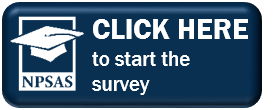 CLICK HERE
to start the
survey
NPSAS